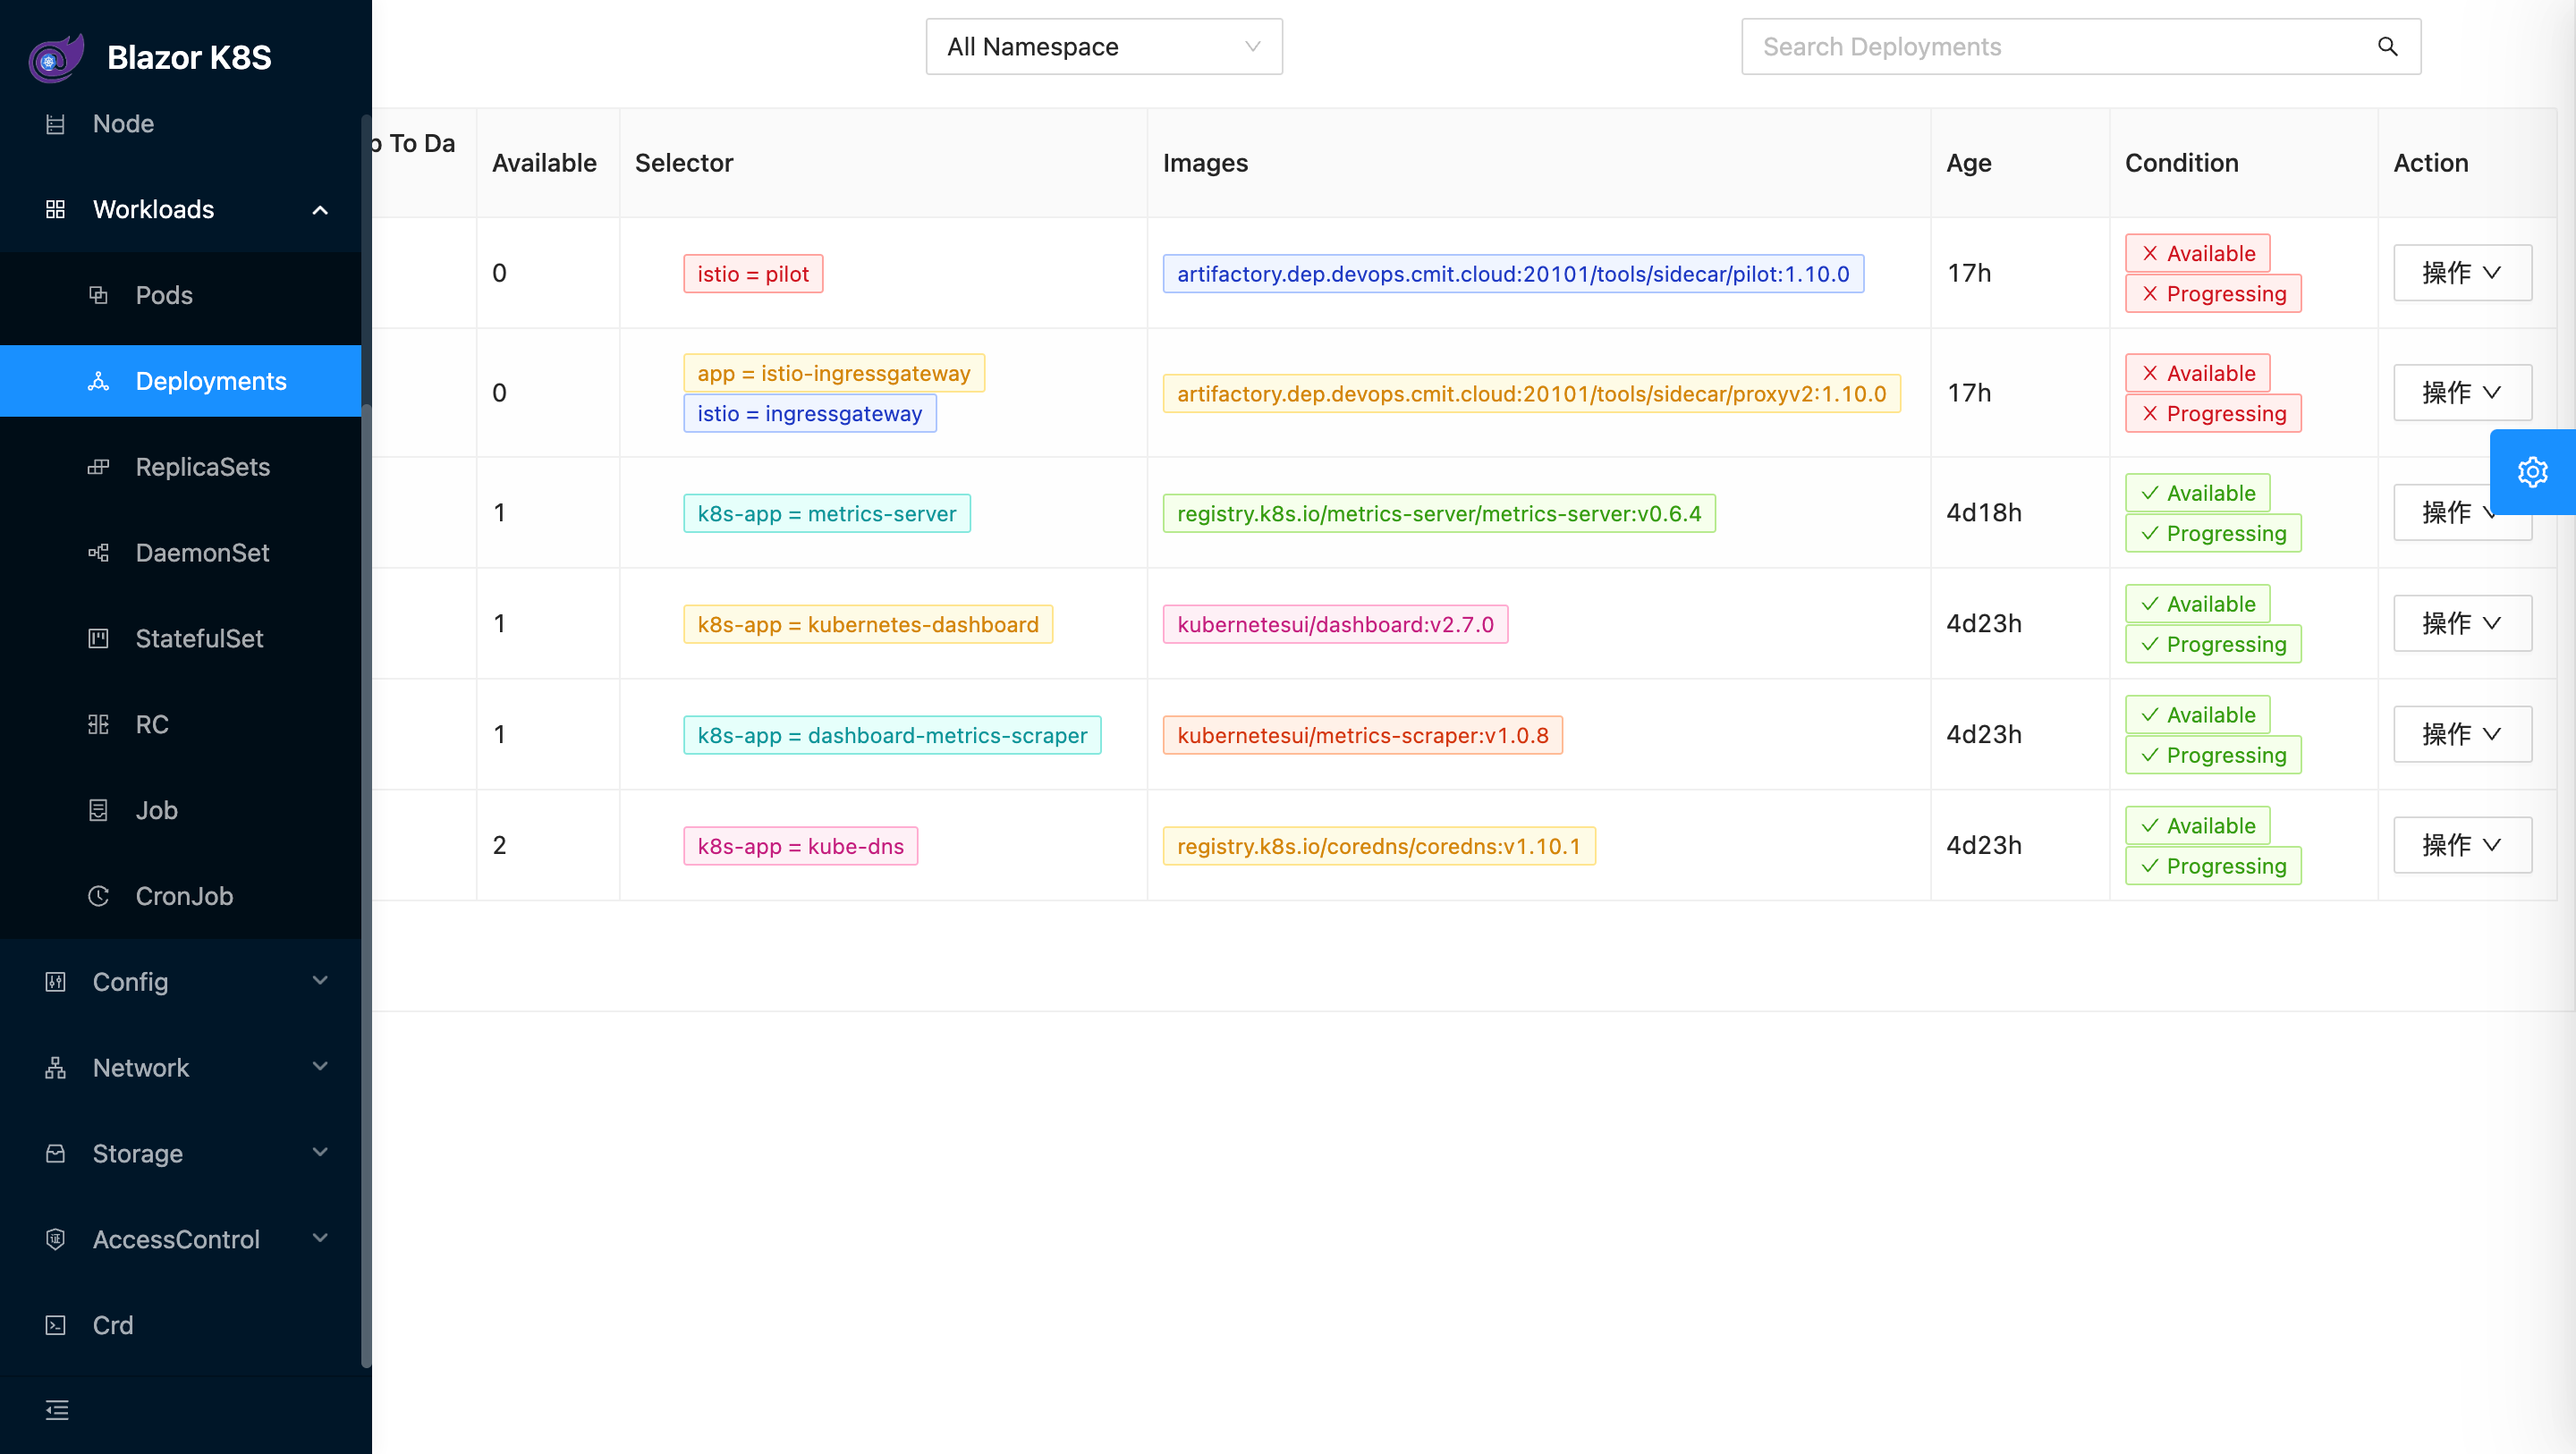 Blazor K8S
Node
Workloads
Pods
Deployments
ReplicaSets
DaemonSet
StatefulSet
RC
Job
CronJob
Config
Network
Storage
AccessControl
Crd
All Namespace
Search Deployments
To Da
Available
Selector
Images
Age
Condition
Action
0
istio = pilot
artifactory.dep.devops.cmit.cloud:20101/tools/sidecar/pilot:1.10.0
17h
Available
Progressing
操作
0
app = istio-ingressgateway
istio = ingressgateway
artifactory.dep.devops.cmit.cloud:20101/tools/sidecar/proxyv2:1.10.0
17h
Available
Progressing
操作
1
k8s-app = metrics-server
registry.k8s.io/metrics-server/metrics-server:v0.6.4
4d18h
Available
Progressing
操作
1
k8s-app = kubernetes-dashboard
kubernetesui/dashboard:v2.7.0
4d23h
Available
Progressing
操作
1
k8s-app = dashboard-metrics-scraper
kubernetesui/metrics-scraper:v1.0.8
4d23h
Available
Progressing
操作
2
k8s-app = kube-dns
registry.k8s.io/coredns/coredns:v1.10.1
4d23h
Available
Progressing
操作